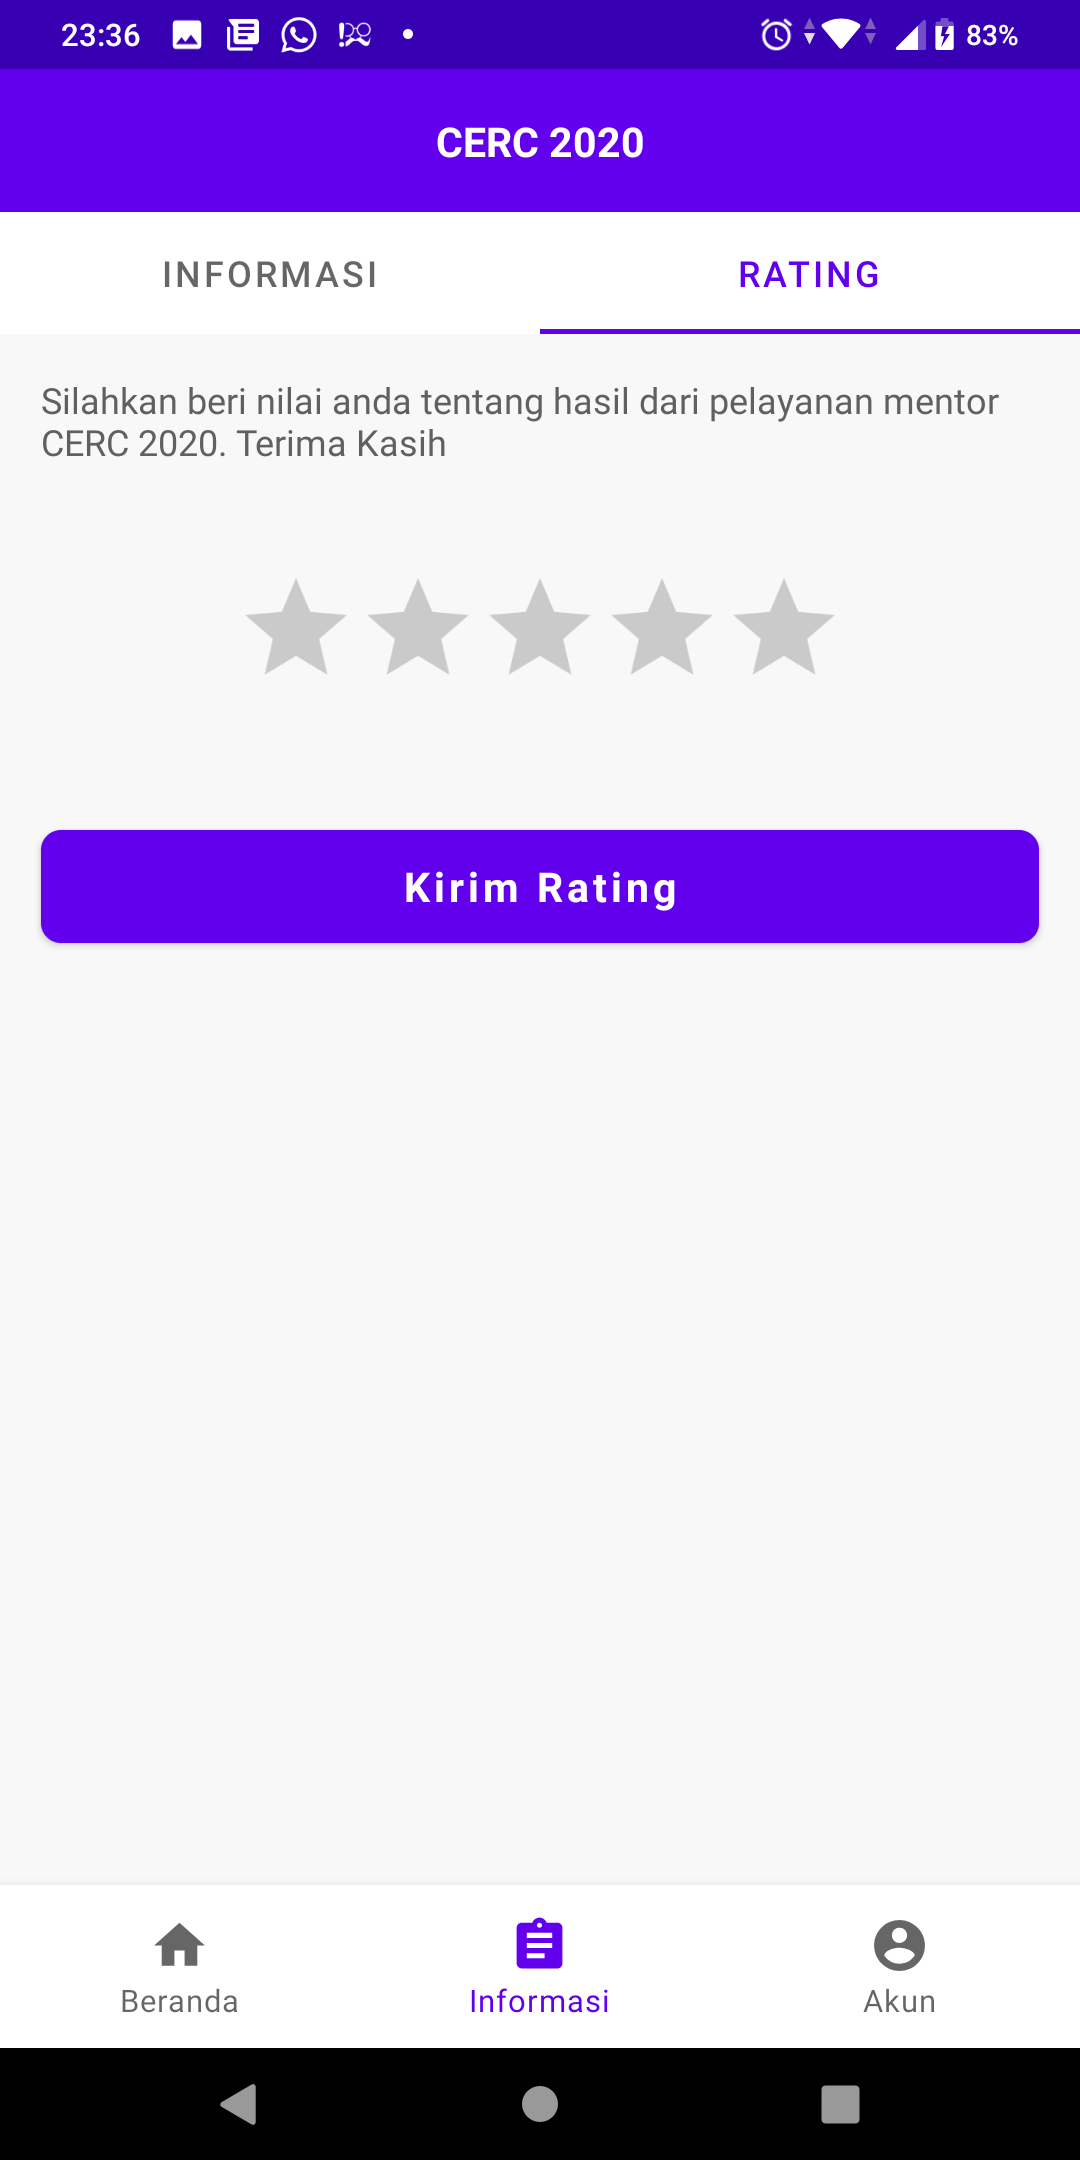 23:36
83%
CERC 2020
INFORMASI
RATING
Silahkan beri nilai anda tentang hasil dari pelayanan mentor
CERC 2020. Terima Kasih
Kirim Rating
Beranda
Informasi
Akun